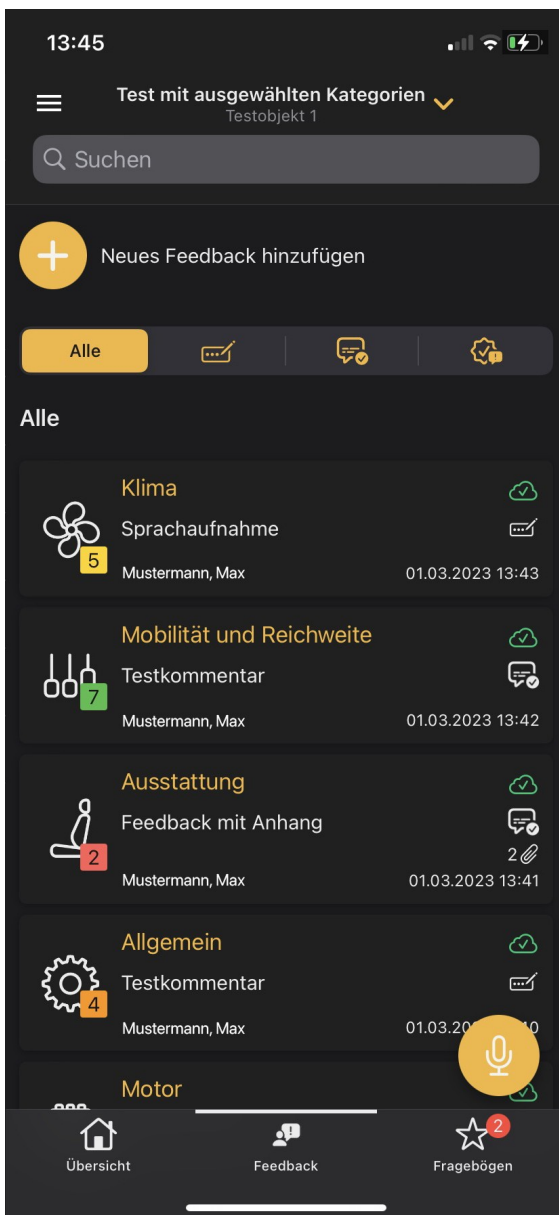 13:45
Test mit ausgewählten Kategorien
Testobjekt 1
Suchen
Neues Feedback hinzufügen
Alle
Alle
Klima
Sprachaufnahme
5
Mustermann, Max 01.03.2023 13:43
Mobilität und Reichweite
Testkommentar
7
Mustermann, Max 01.03.2023 13:42
Ausstattung
Feedback mit Anhang
2
2
Mustermann, Max 01.03.2023 13:41
Allgemein
Testkommentar
4
Mustermann, Max 01.03.20
Motor
Übersicht Feedback Fragebögen
2